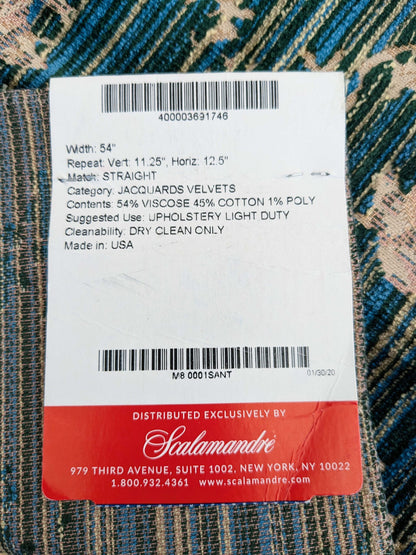 400003691746
Width: 54"
Repeat: Vert: 11.25", Horiz: 12.5"
Match: STRAIGHT
Category: JACQUARDS VELVETS
Contents: 54% VISCOSE 45% COTTON 1% POLY
Suggested Use: UPHOLSTERY LIGHT DUTY
Cleanability: DRY CLEAN ONLY
Made in: USA
M8 0001SANT
01/30/20
DISTRIBUTED EXCLUSIVELY BY
Scalamandré
979 THIRD AVENUE, SUITE 1002, NEW YORK, NY 10022
1.800.932.4361 www.scalamandre.com